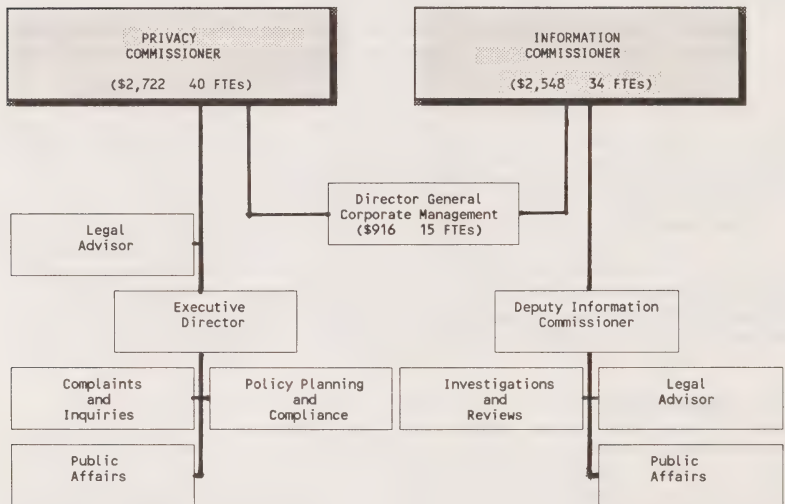 PRIVACY
COMMISSIONER
($2,722 40 FTEs)
INFORMATION
COMMISSIONER
($2,548 34 FTEs)
Director General
Corporate Management
($916 15 FTEs)
Legal
Advisor
Executive
Director
Deputy Information
Commissioner
Complaints
and
Inquiries
Policy Planning
and
Compliance
Investigations
and
Reviews
Legal
Advisor
Public
Affairs
Public
Affairs